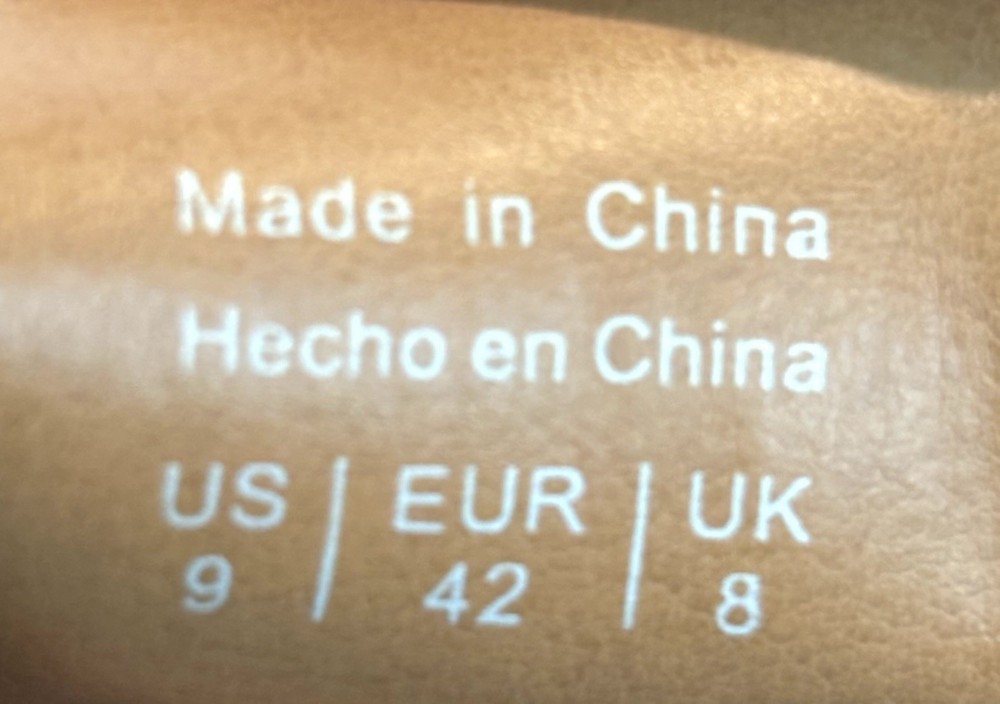 Made in China
Hecho en China
US | EUR | UK
9 | 42 | 8